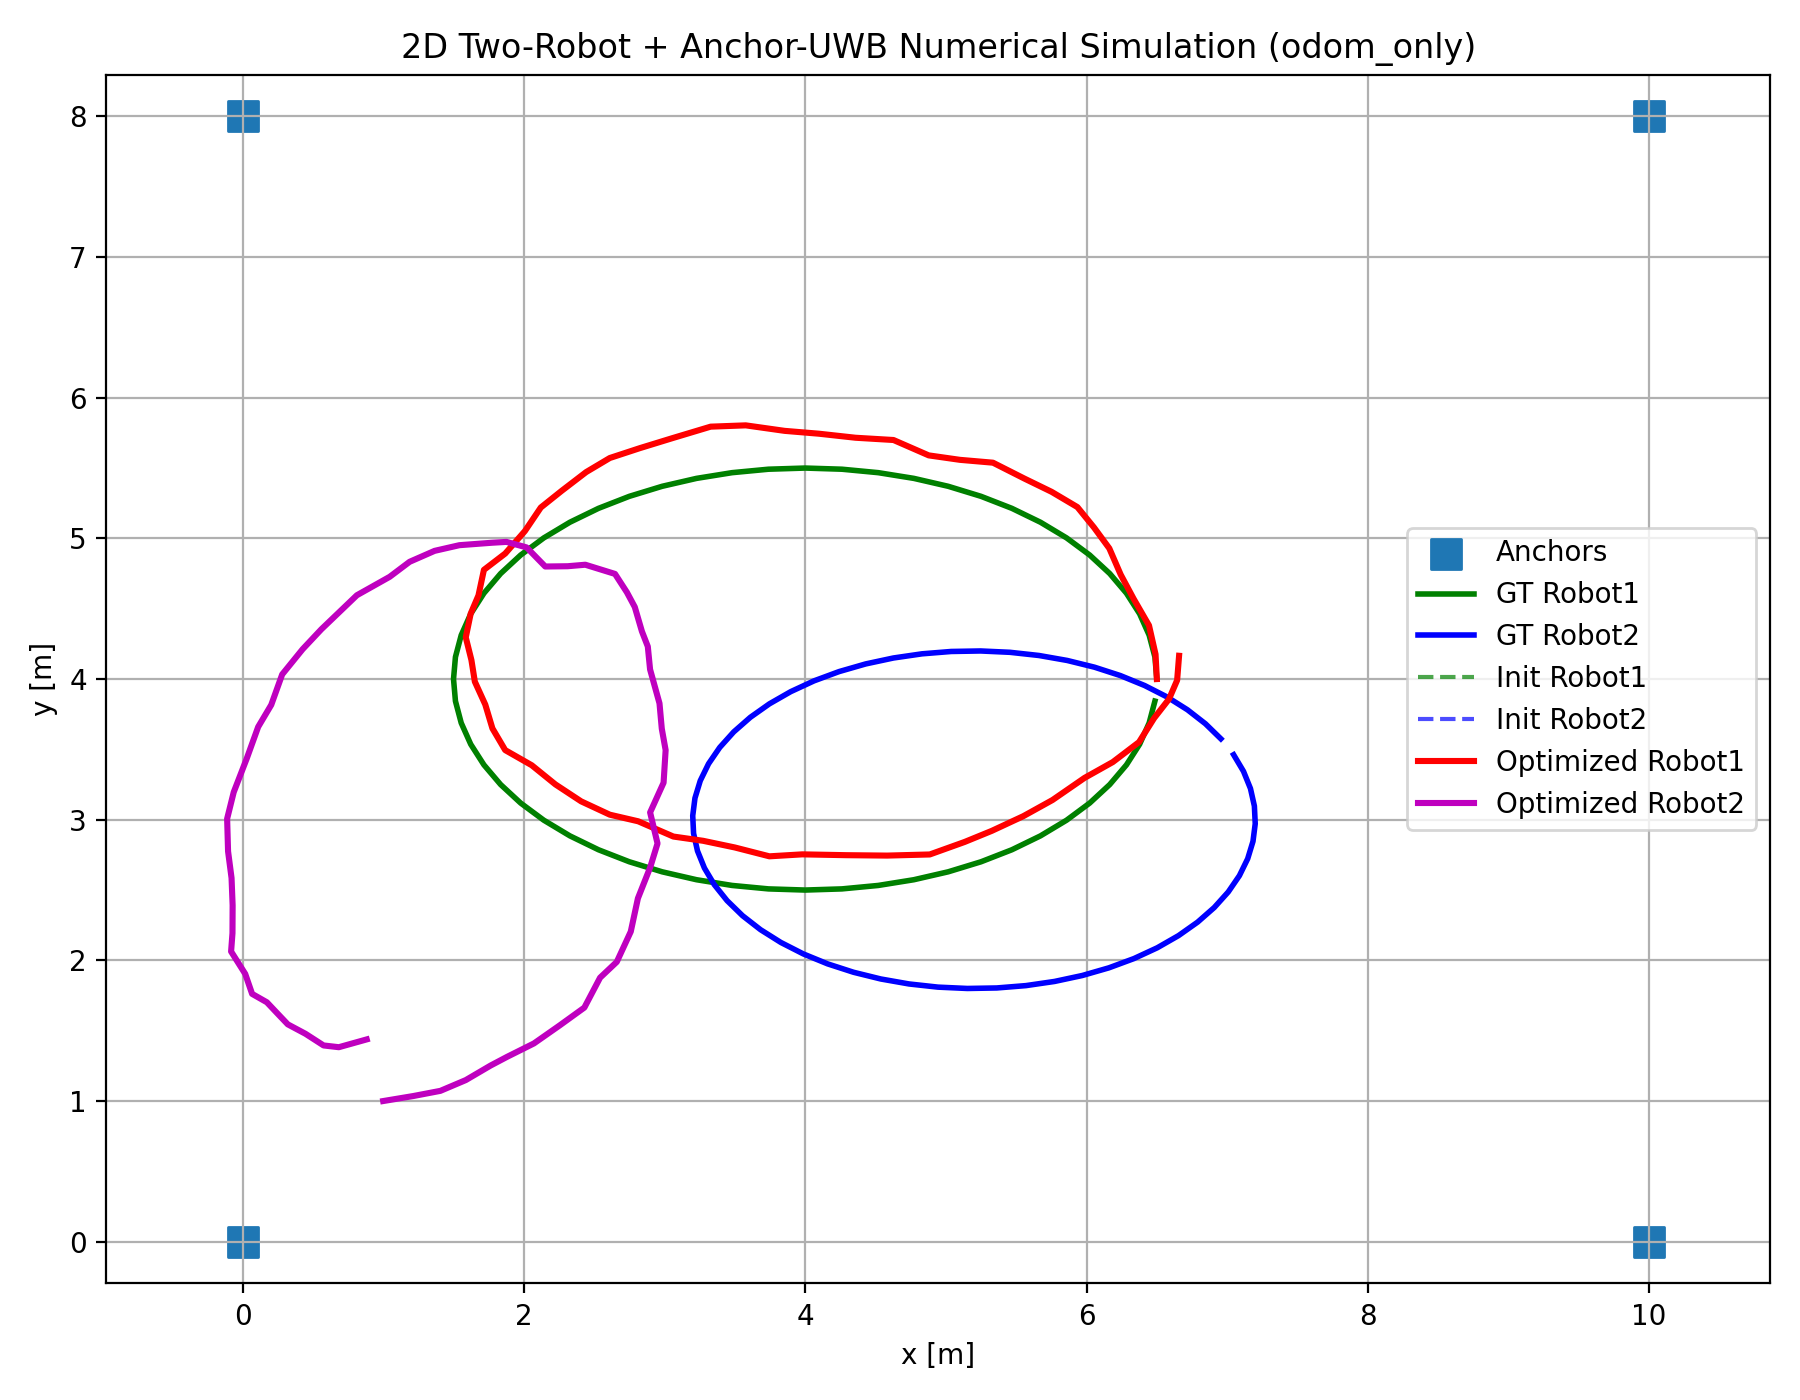 2D Two-Robot + Anchor-UWB Numerical Simulation (odom_only)
8
7
6
5
4
3
2
1
0
y [m]
Anchors
GT Robot1
GT Robot2
Init Robot1
Init Robot2
Optimized Robot1
Optimized Robot2
0 2 4 6 8 10
x [m]